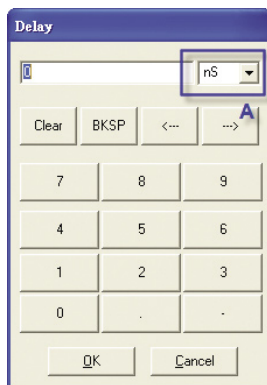 Delay
0 nS
A
Clear BKSP <--- --->
7 8 9
4 5 6
1 2 3
0 . -
OK Cancel